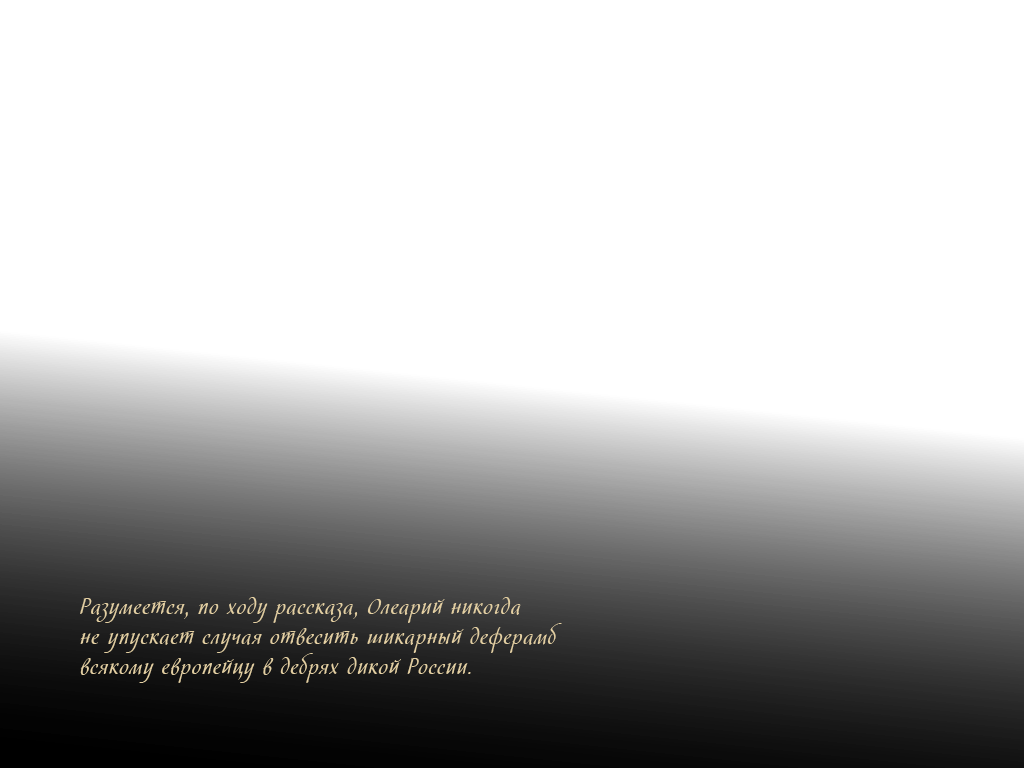 Разумеется, по ходу рассказа, Олеарий никогда
не упускает случая отвесить шикарный деферамб
всякому европейцу в дебрях дикой России.